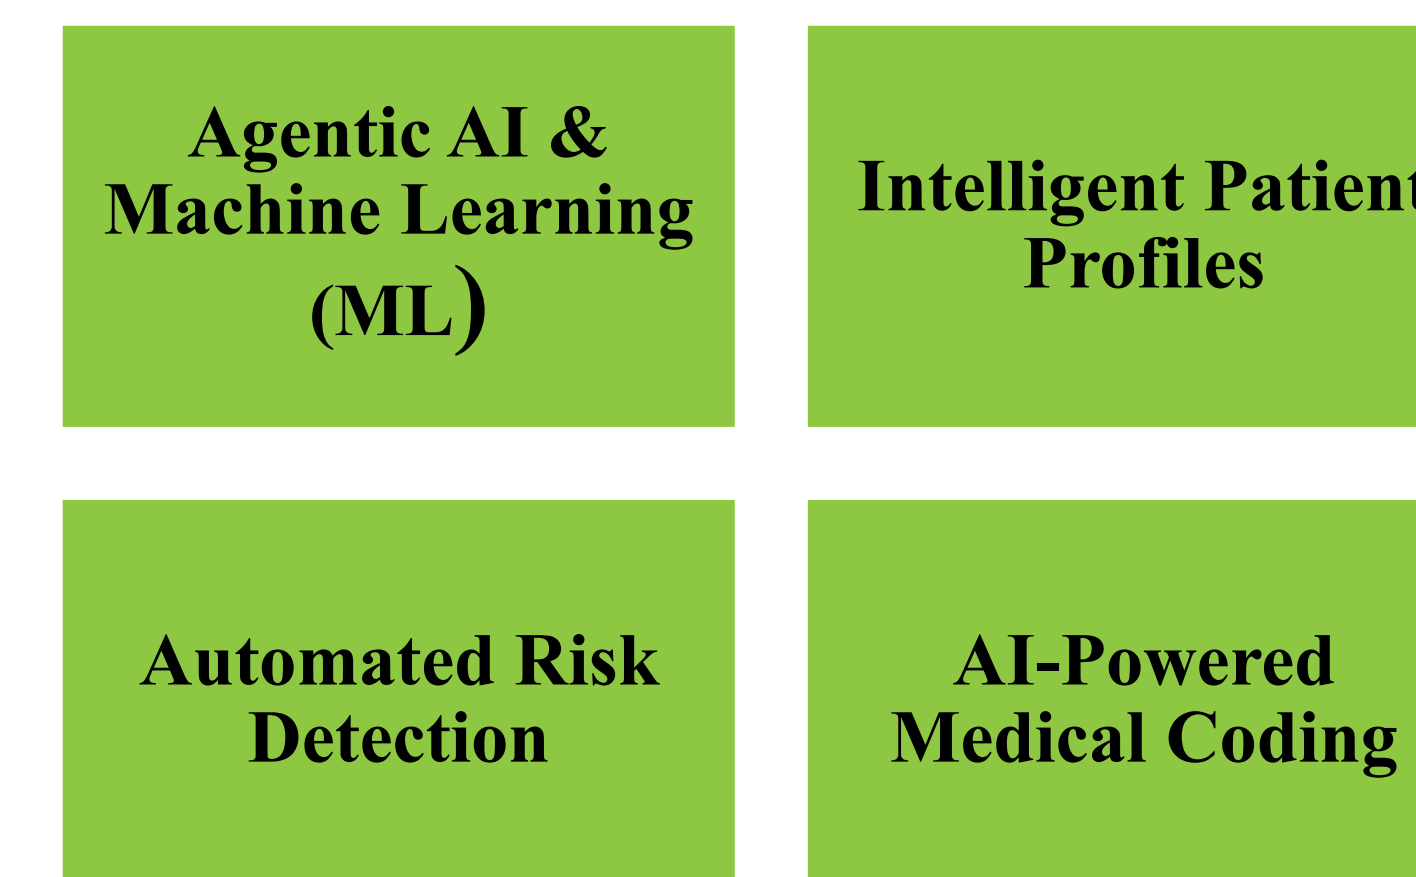 Agentic AI &
Machine Learning
(ML)
Intelligent Patient
Profiles
Automated Risk
Detection
AI-Powered
Medical Coding